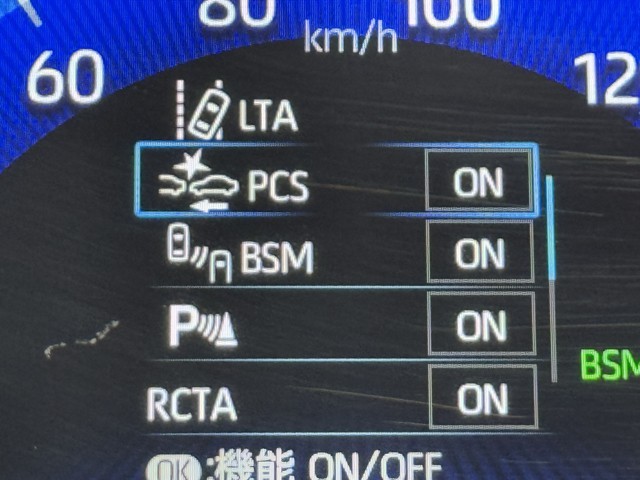 80 100
km/h
60 12
LTA
PCS ON
BSM ON
P ON
RCTA ON
BSM
OK:機能 ON/OFF